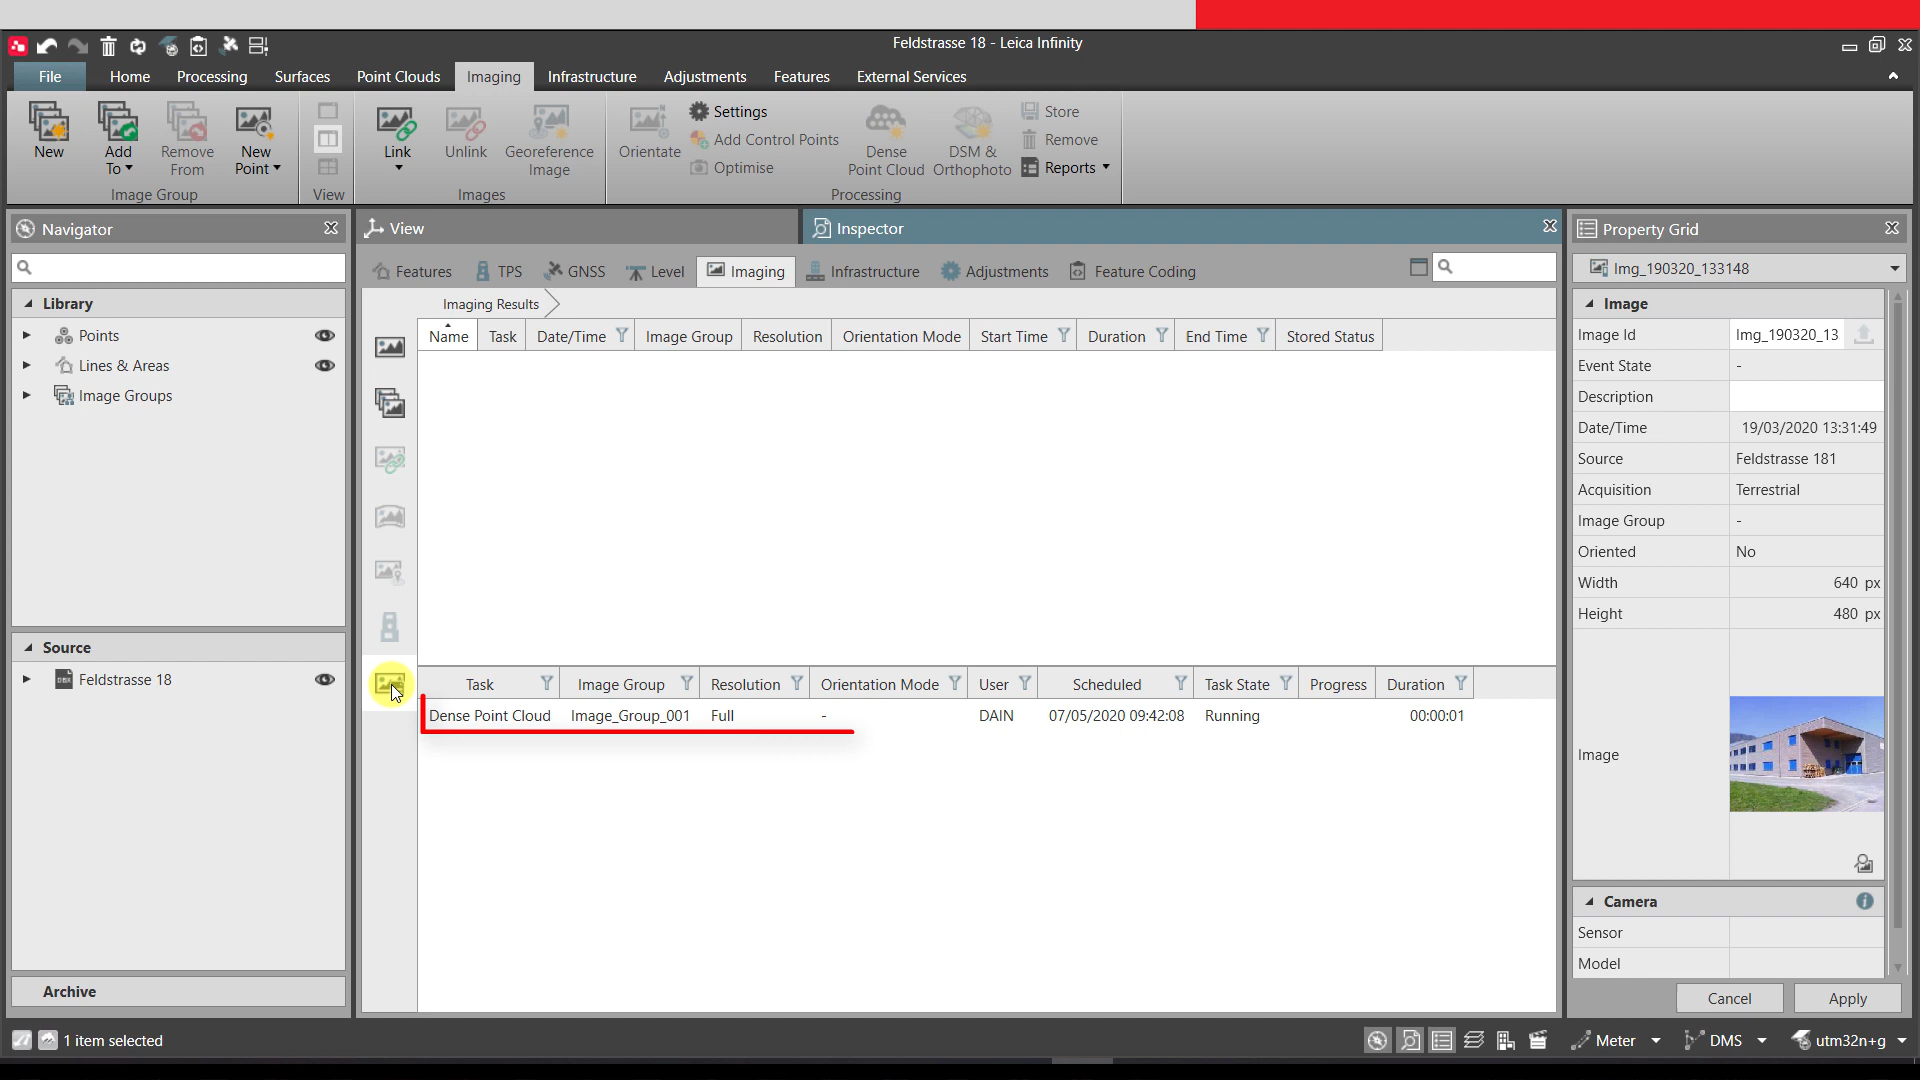 Feldstrasse 18 - Leica Infinity
File Home Processing Surfaces Point Clouds Imaging Infrastructure Adjustments Features External Services
New
Add To
Remove From
New Point
Image Group
View
Link
Unlink
Georeference Image
Images
Orientate
Settings
Add Control Points
Optimise
Dense Point Cloud
DSM & Orthophoto
Store
Remove
Reports
Processing
Navigator
Library
Points
Lines & Areas
Image Groups
Source
Feldstrasse 18
Archive
View
Inspector
Features TPS GNSS Level Imaging Infrastructure Adjustments Feature Coding
Imaging Results
Name Task Date/Time Image Group Resolution Orientation Mode Start Time Duration End Time Stored Status
Task Image Group Resolution Orientation Mode User Scheduled Task State Progress Duration
Dense Point Cloud Image_Group_001 Full - DAIN 07/05/2020 09:42:08 Running 00:00:01
Property Grid
Img_190320_133148
Image
Image Id Img_190320_13
Event State -
Description
Date/Time 19/03/2020 13:31:49
Source Feldstrasse 181
Acquisition Terrestrial
Image Group -
Oriented No
Width 640 px
Height 480 px
Image
Camera
Sensor
Model
Cancel Apply
1 item selected
Meter DMS utm32n+g